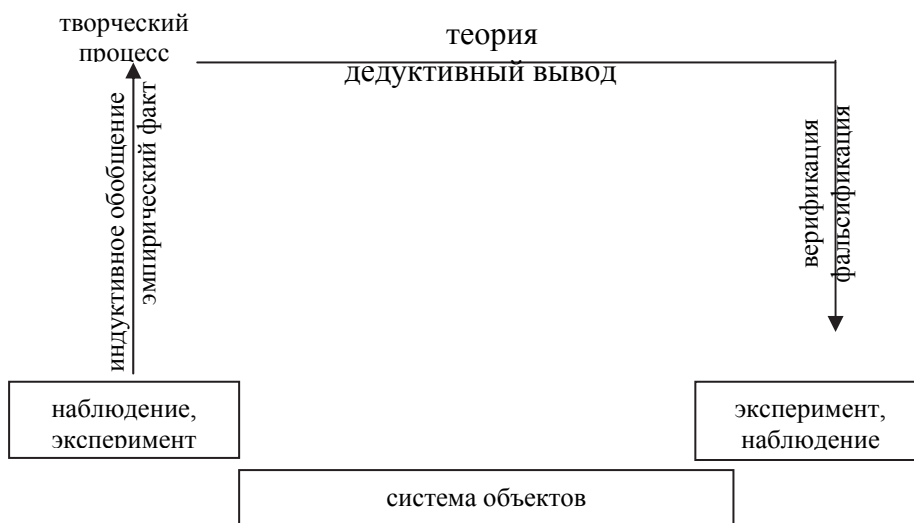 творческий
процесс
теория
дедуктивный вывод
индуктивное обобщение
эмпирический факт
верификация
фальсификация
наблюдение,
эксперимент
эксперимент,
наблюдение
система объектов